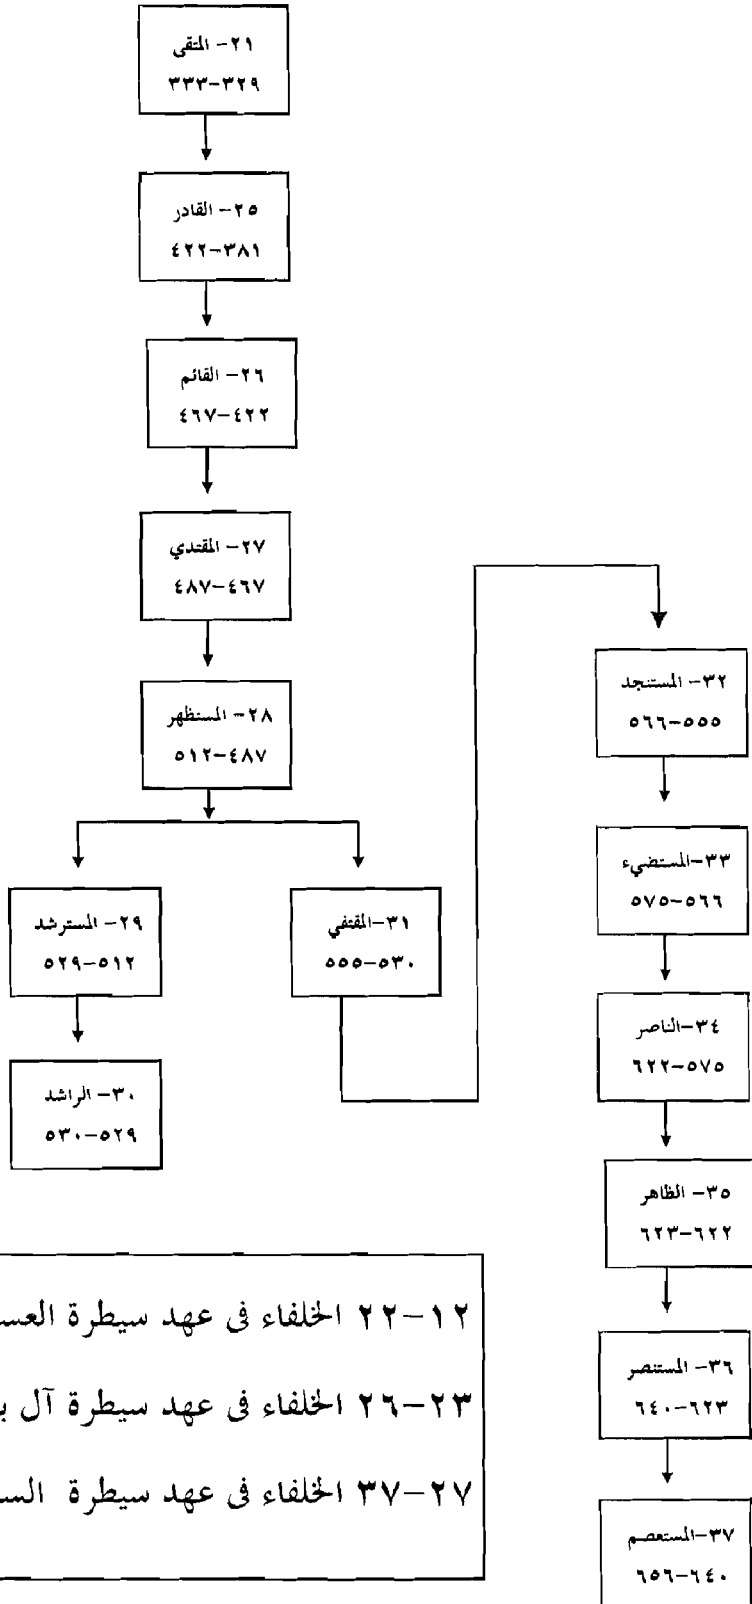 ٢١- المتقى
٣٢٩-٣٣٣
٢٥- القادر
٣٨١-٤٢٢
٢٦- القائم
٤٢٢-٤٦٧
٢٧- المقتدي
٤٦٧-٤٨٧
٢٨- المستظهر
٤٨٧-٥١٢
٢٩- المسترشد
٥١٢-٥٢٩
٣٠- الراشد
٥٢٩-٥٣٠
٣١-المقتفي
٥٣٠-٥٥٥
٣٢- المستنجد
٥٥٥-٥٦٦
٣٣-المستضيء
٥٦٦-٥٧٥
٣٤-الناصر
٥٧٥-٦٢٢
٣٥- الظاهر
٦٢٢-٦٢٣
٣٦- المستنصر
٦٢٣-٦٤٠
٣٧-المستعصم
٦٤٠-٦٥٦
١٢-٢٢ الخلفاء فى عهد سيطرة
٢٣-٢٦ الخلفاء فى عهد سيطرة آل
٢٧-٣٧ الخلفاء فى عهد سيطرة